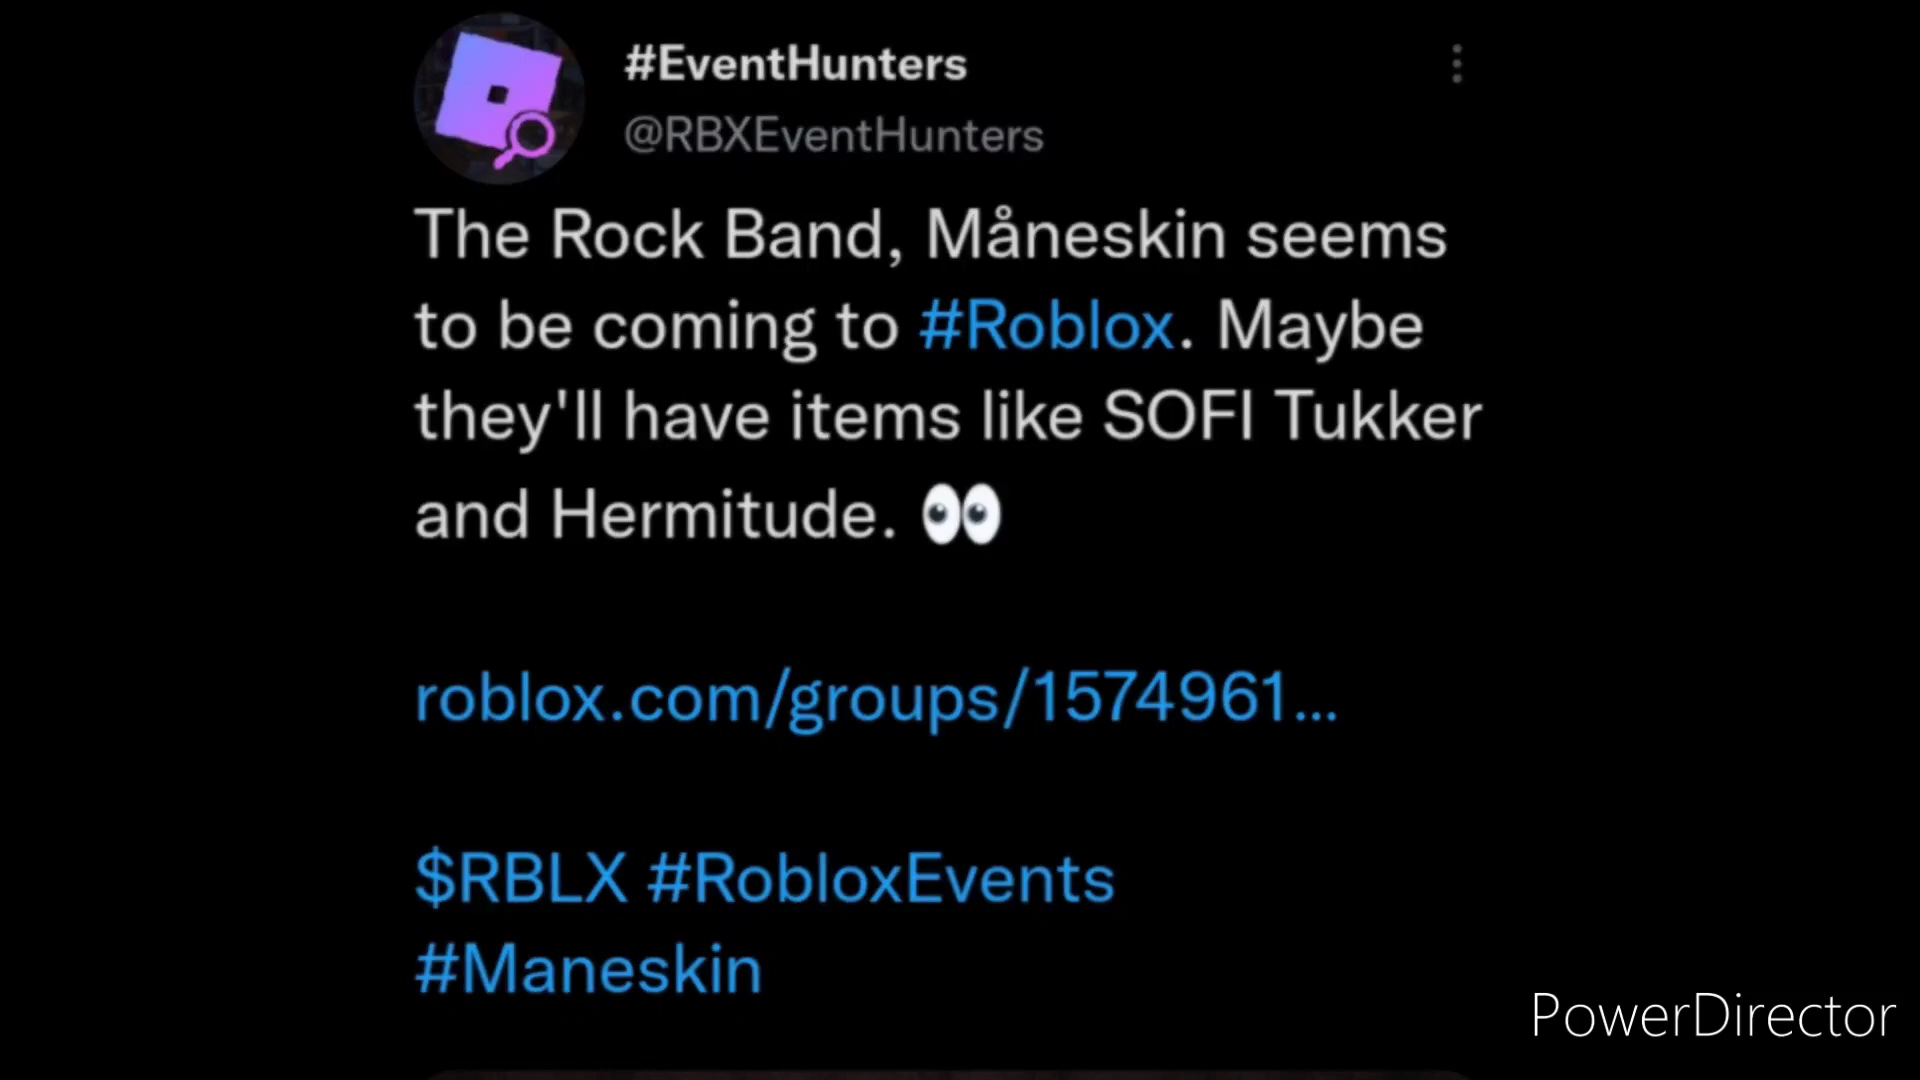 #EventHunters
@RBXEventHunters
The Rock Band, Måneskin seems
to be coming to #Roblox. Maybe
they'll have items like SOFI Tukker
and Hermitude. 👀
roblox.com/groups/1574961...
$RBLX #RobloxEvents
#Maneskin
PowerDirector